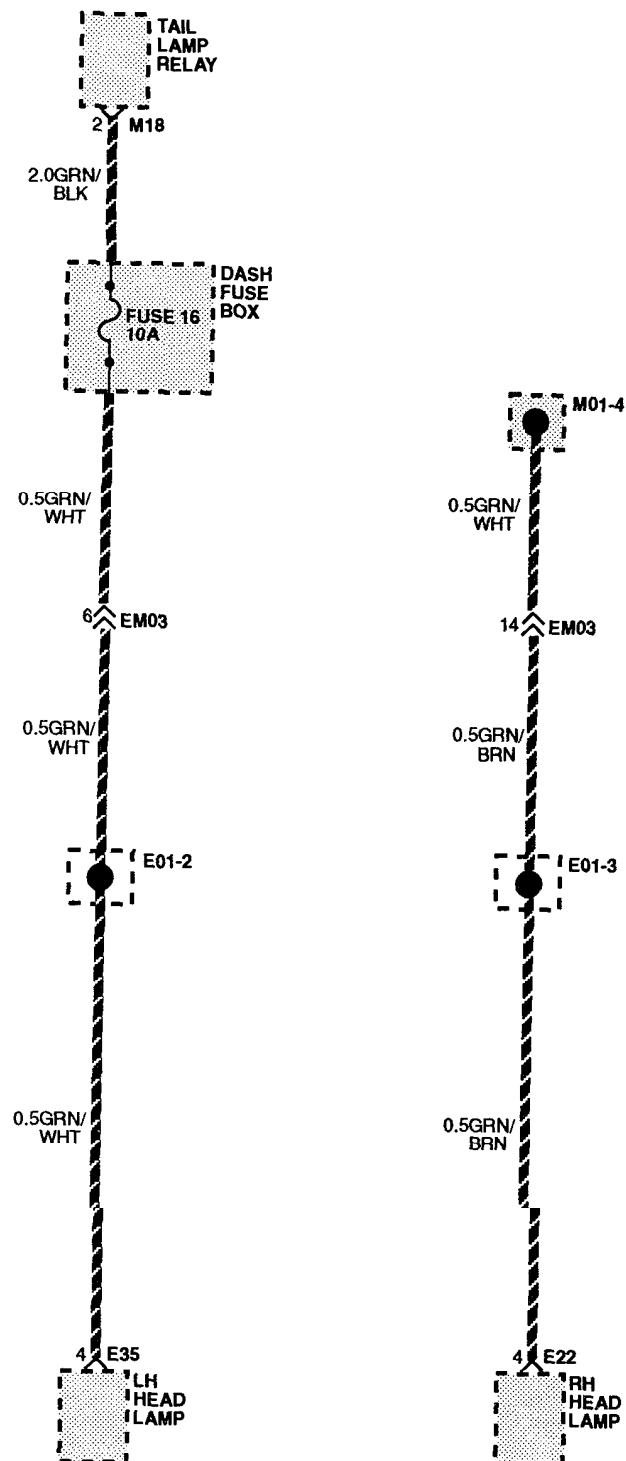 TAIL
LAMP
RELAY
2 M18
2.0GRN/
BLK
DASH
FUSE
BOX
FUSE 16
10A
0.5GRN/
WHT
6 EM03
0.5GRN/
WHT
E01-2
0.5GRN/
WHT
4 E35
LH
HEAD
LAMP
M01-4
0.5GRN/
WHT
14 EM03
0.5GRN/
BRN
E01-3
0.5GRN/
BRN
4 E22
RH
HEAD
LAMP